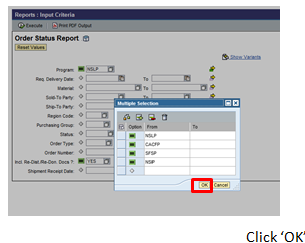 Reports : Input Criteria
Execute Print PDF Output
Order Status Report
Reset Values
Show Variants
Program: NSLP
Req. Delivery Date: To
Material: To
Sold-To Party: To
Ship-To Party:
Region Code
Purchasing Group:
Status
Order Type:
Order Number:
Incl. Re-Del./Re-Don. Docs ?: YES
Shipment Receipt Date
Multiple Selection
Option From To
NSLP
CACFP
SFSP
NSIP
OK Cancel
Click ‘OK’